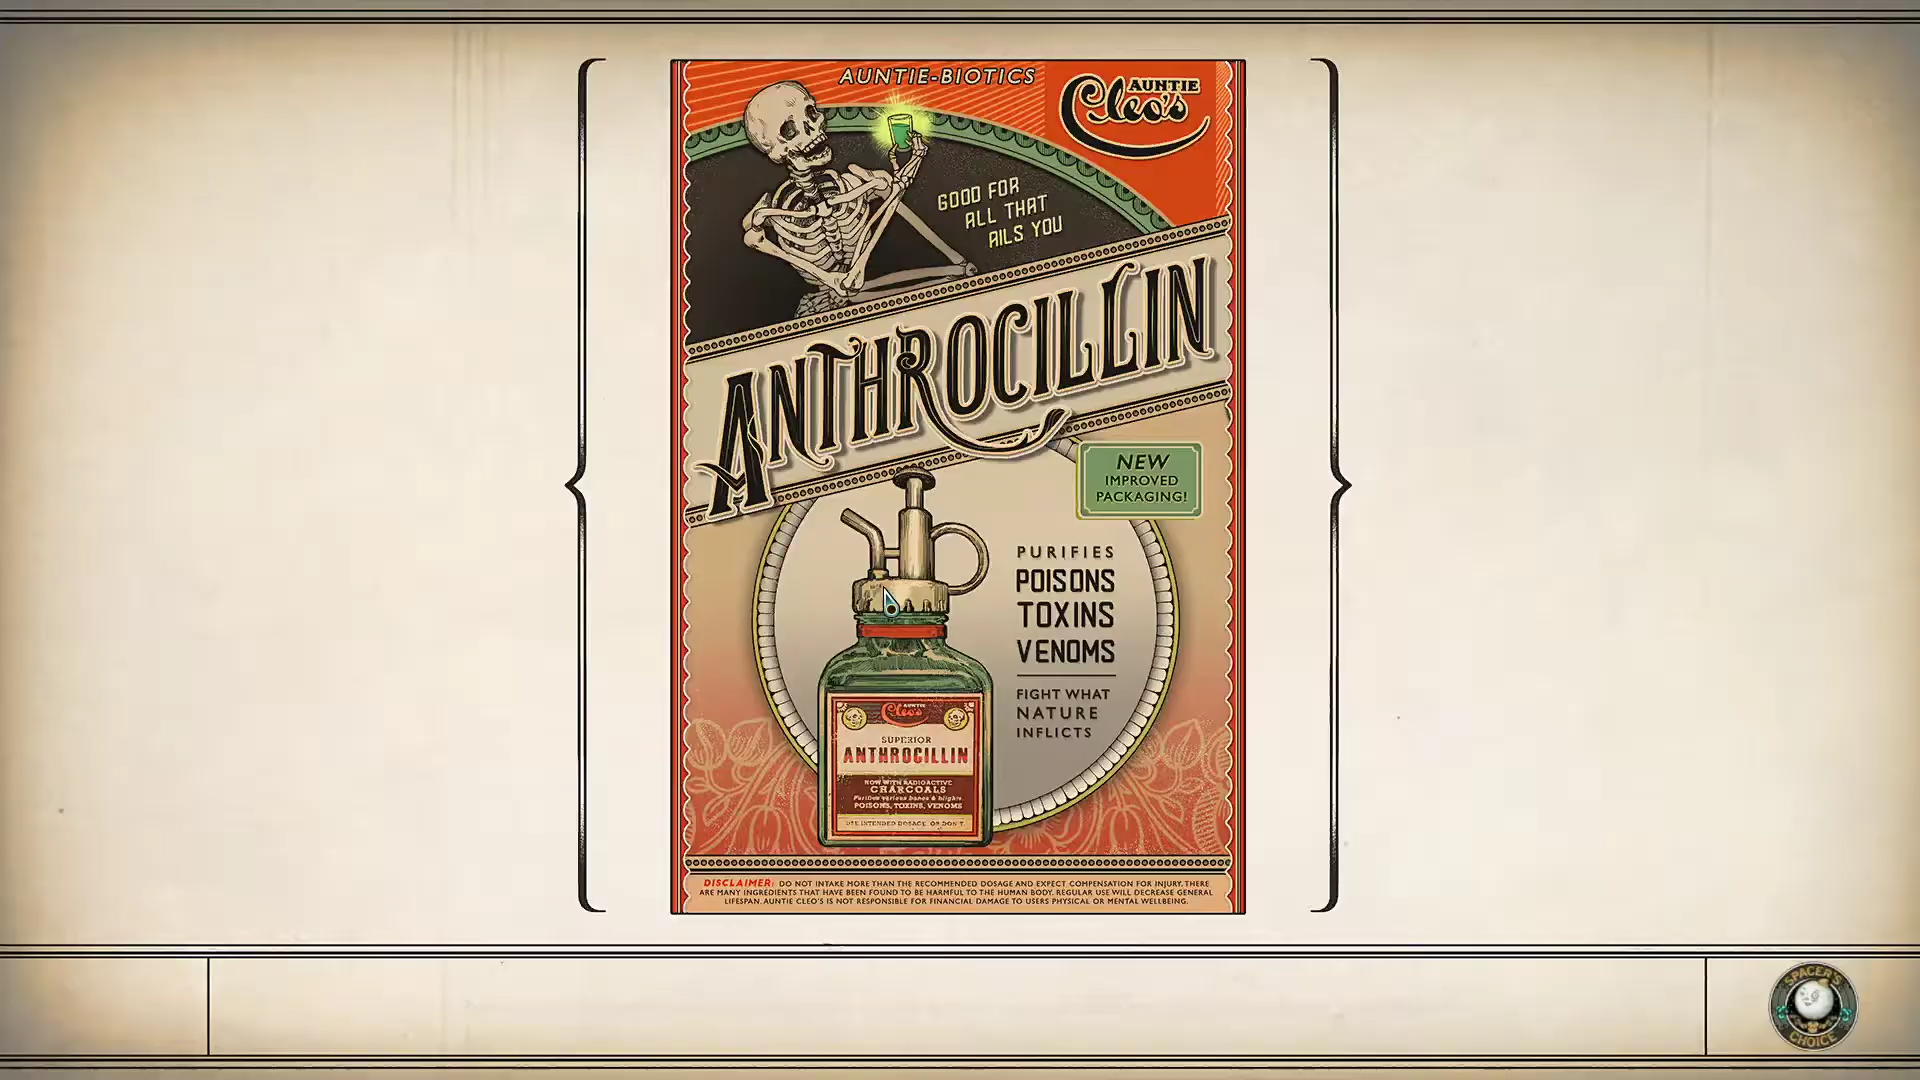 AUNTIE-BIOTICS
AUNTIE
Cleo's
GOOD FOR
ALL THAT
AILS YOU
ANTHROCILLIN
NEW
IMPROVED
PACKAGING!
PURIFIES
POISONS
TOXINS
VENOMS
FIGHT WHAT
NATURE
INFLICTS
AUNTIE
Cleo's
SUPERIOR
ANTHROCILLIN
NOW WITH RADIOACTIVE
CHARCOALS
Purifies various banes & blights.
POISONS, TOXINS, VENOMS
USE INTENDED DOSAGE. OR DON'T.
DISCLAIMER: DO NOT INTAKE MORE THAN THE RECOMMENDED DOSAGE AND EXPECT COMPENSATION FOR INJURY. THERE
ARE MANY INGREDIENTS THAT HAVE BEEN FOUND TO BE HARMFUL TO THE HUMAN BODY. REGULAR USE WILL DECREASE GENERAL
LIFESPAN. AUNTIE CLEO'S IS NOT RESPONSIBLE FOR FINANCIAL DAMAGE TO USERS PHYSICAL OR MENTAL WELLBEING.
SPACER'S
CHOICE